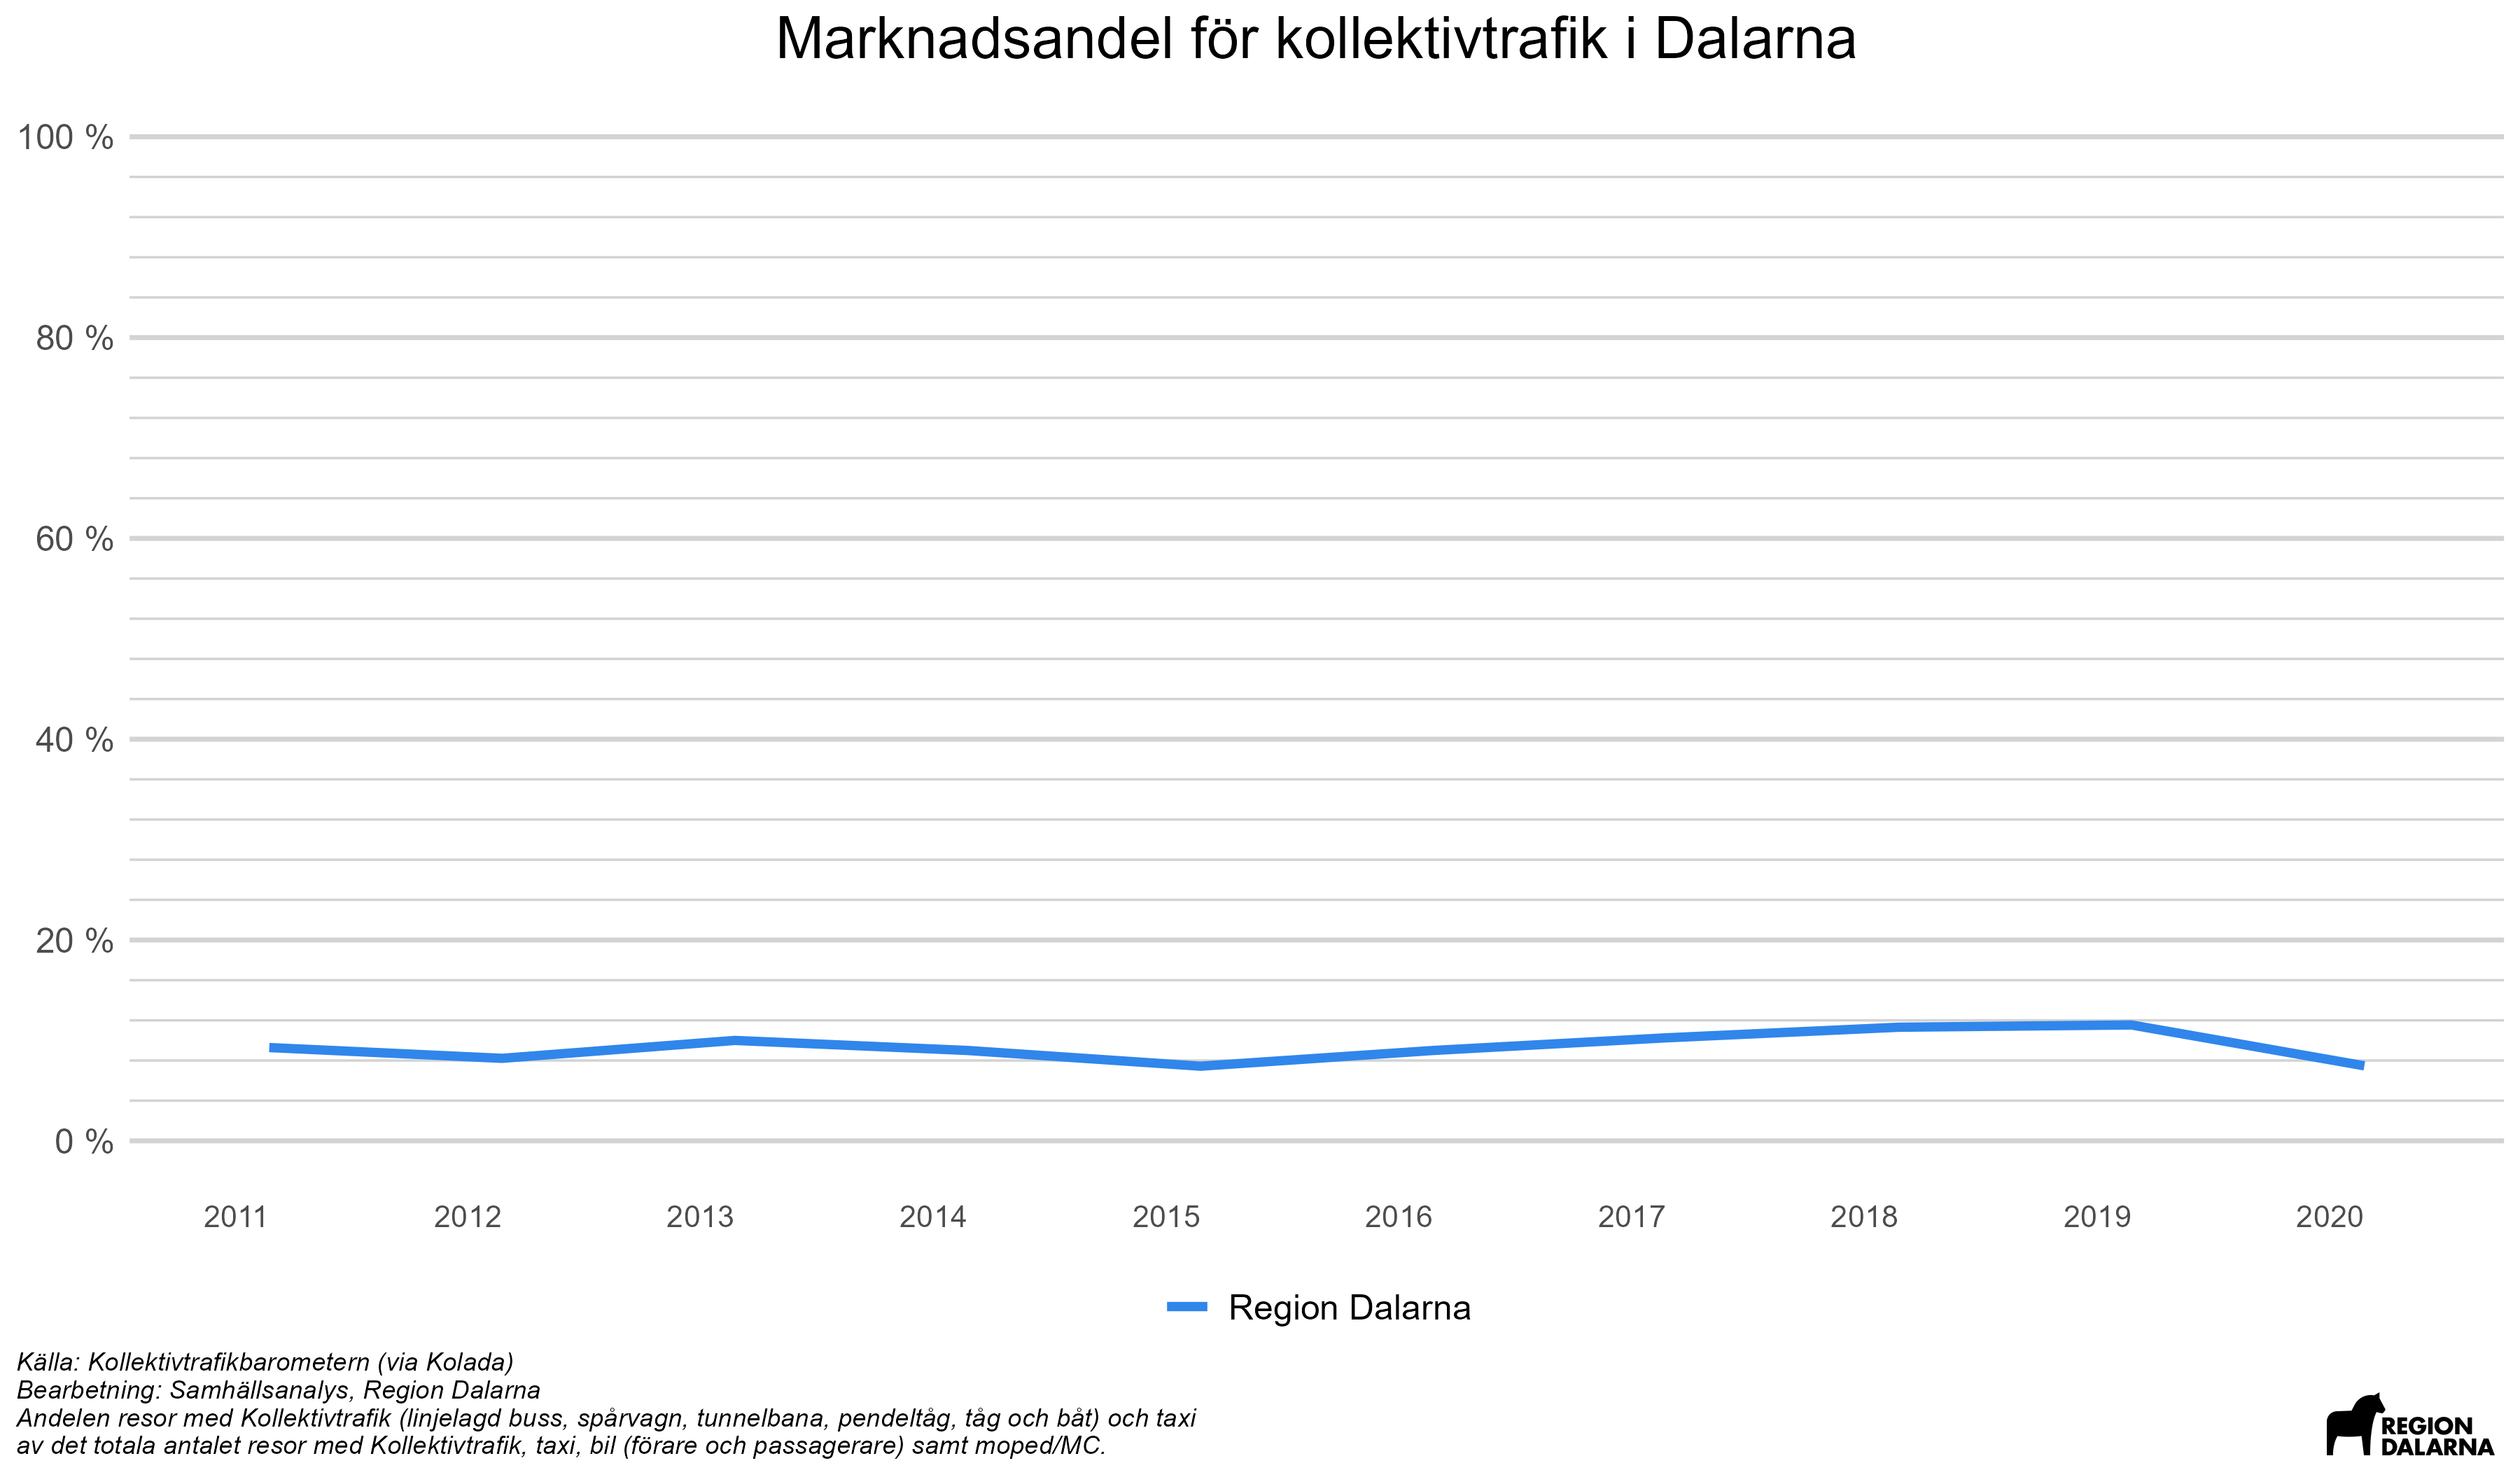 Marknadsandel för kollektivtrafik i Dalarna
100 %
80 %
60 %
40 %
20 %
0 %
2011 2012 2013 2014 2015 2016 2017 2018 2019 2020
Region Dalarna
Källa: Kollektivtrafikbarometern (via Kolada)
Bearbetning: Samhällsanalys, Region Dalarna
Andelen resor med Kollektivtrafik (linjelagd buss, spårvagn, tunnelbana, pendeltåg, tåg och båt) och taxi
av det totala antalet resor med Kollektivtrafik, taxi, bil (förare och passagerare) samt moped/MC.
REGION
DALARNA